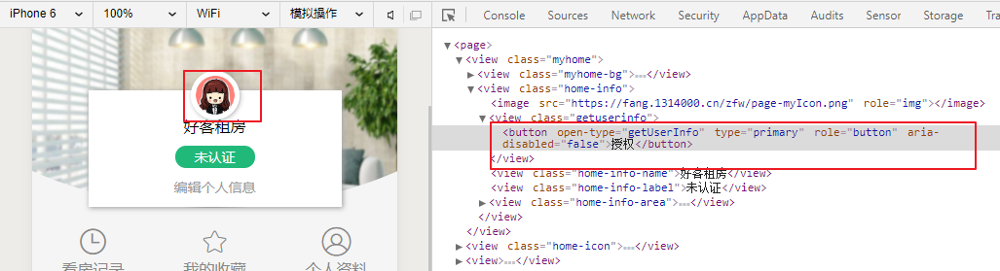 iPhone 6 100% WiFi 模拟操作
Console Sources Network Security AppData Audits Sensor Storage T
<page>
<view class="myhome">
<view class="myhome-bg">…</view>
<view class="home-info">
<image src="https://fang.1314000.cn/zfw/page-myIcon.png" role="img"></image>
<view class="getuserinfo">
<button open-type="getUserInfo" type="primary" role="button" aria-
disabled="false">授权</button>
</view>
<view class="home-info-name">好客租房</view>
<view class="home-info-label">未认证</view>
<view class="home-info-area">…</view>
</view>
</view>
<view class="home-icon">…</view>
<view>…</view>
好客租房
未认证
编辑个人信息
看房记录 我的收藏 个人资料